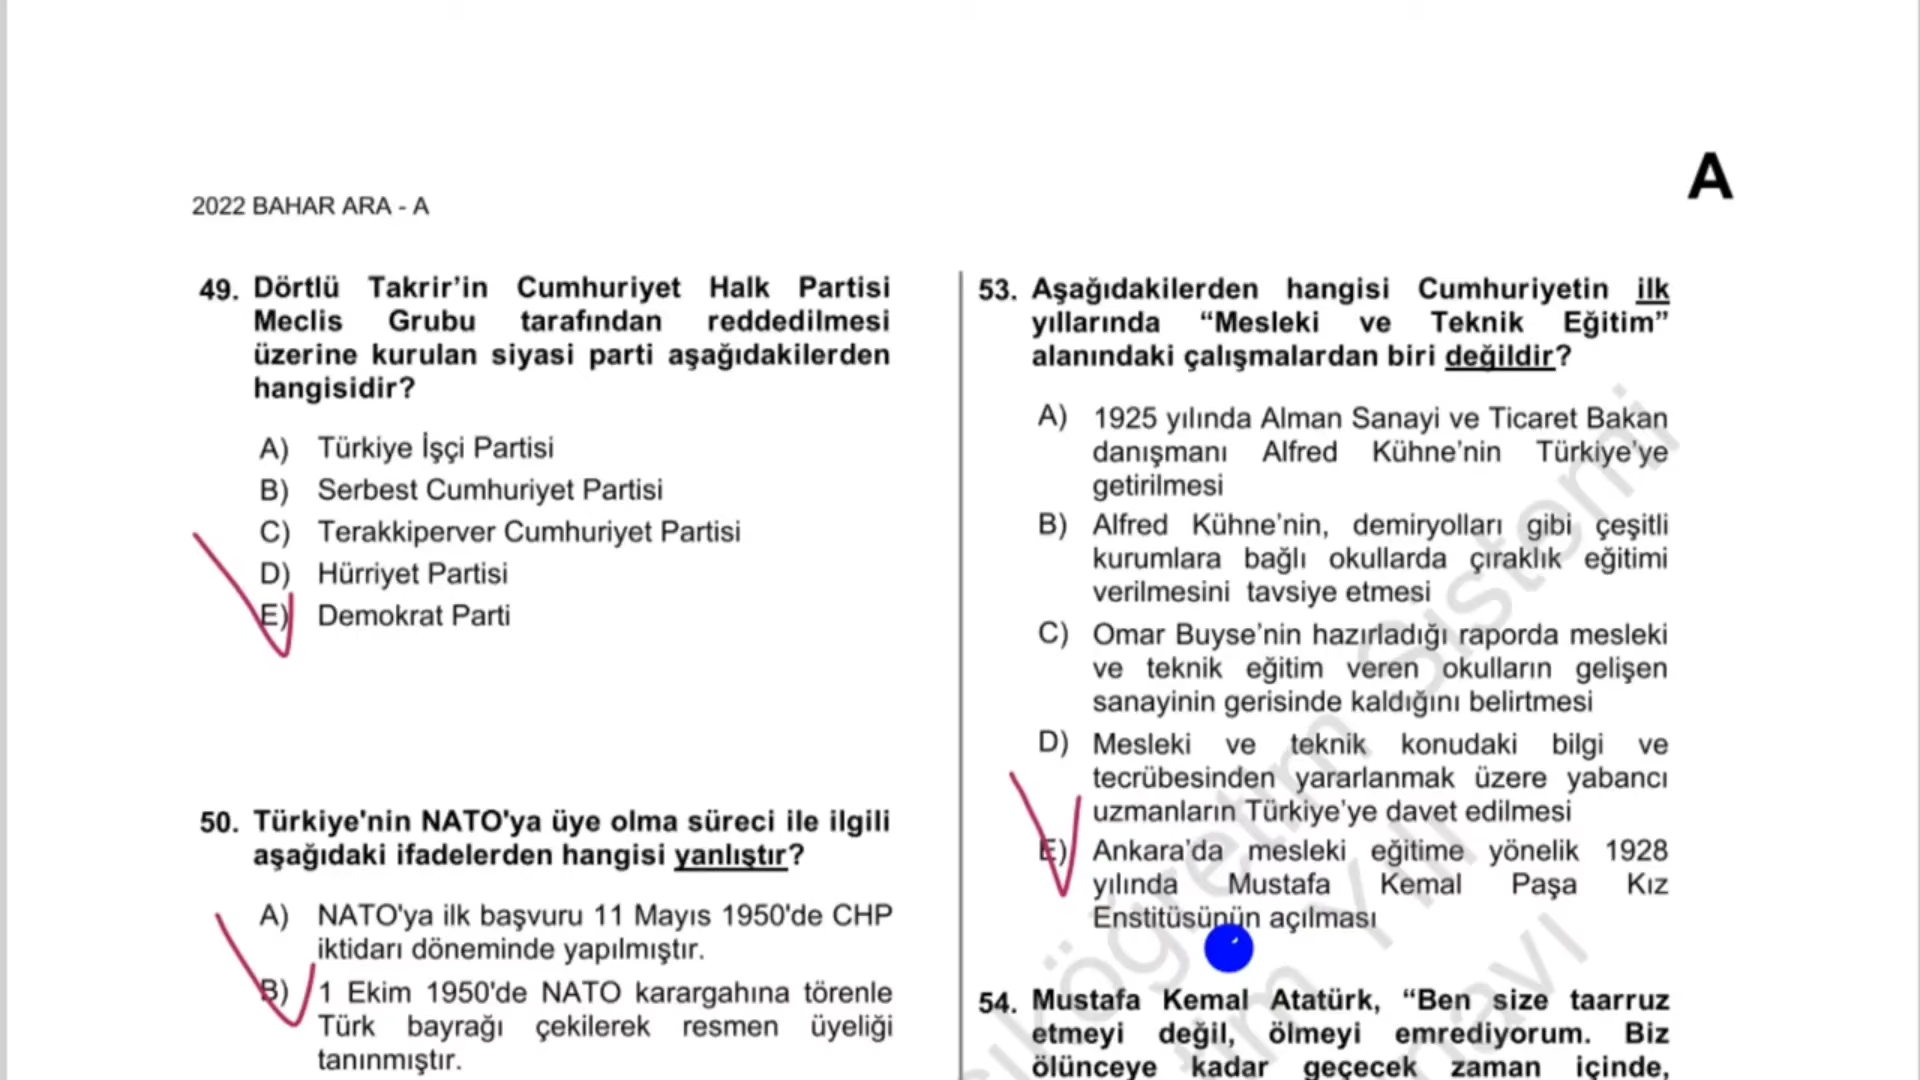 A
2022 BAHAR ARA - A
49. Dörtlü Takrir’in Cumhuriyet Halk Partisi
Meclis Grubu tarafından reddedilmesi
üzerine kurulan siyasi parti aşağıdakilerden
hangisidir?
A) Türkiye İşçi Partisi
B) Serbest Cumhuriyet Partisi
C) Terakkiperver Cumhuriyet Partisi
D) Hürriyet Partisi
E) Demokrat Parti
50. Türkiye'nin NATO'ya üye olma süreci ile ilgili
aşağıdaki ifadelerden hangisi yanlıştır?
A) NATO'ya ilk başvuru 11 Mayıs 1950'de CHP
iktidarı döneminde yapılmıştır.
B) 1 Ekim 1950'de NATO karargahına törenle
Türk bayrağı çekilerek resmen üyeliği
tanınmıştır.
53. Aşağıdakilerden hangisi Cumhuriyetin ilk
yıllarında “Mesleki ve Teknik Eğitim”
alanındaki çalışmalardan biri değildir?
A) 1925 yılında Alman Sanayi ve Ticaret Bakan
danışmanı Alfred Kühne’nin Türkiye’ye
getirilmesi
B) Alfred Kühne’nin, demiryolları gibi çeşitli
kurumlara bağlı okullarda çıraklık eğitimi
verilmesini tavsiye etmesi
C) Omar Buyse’nin hazırladığı raporda mesleki
ve teknik eğitim veren okulların gelişen
sanayinin gerisinde kaldığını belirtmesi
D) Mesleki ve teknik konudaki bilgi ve
tecrübesinden yararlanmak üzere yabancı
uzmanların Türkiye’ye davet edilmesi
E) Ankara’da mesleki eğitime yönelik 1928
yılında Mustafa Kemal Paşa Kız
Enstitüsünün açılması
54. Mustafa Kemal Atatürk, “Ben size taarruz
etmeyi değil, ölmeyi emrediyorum. Biz
ölünceye kadar geçecek zaman içinde,
Sistemi
Yılı